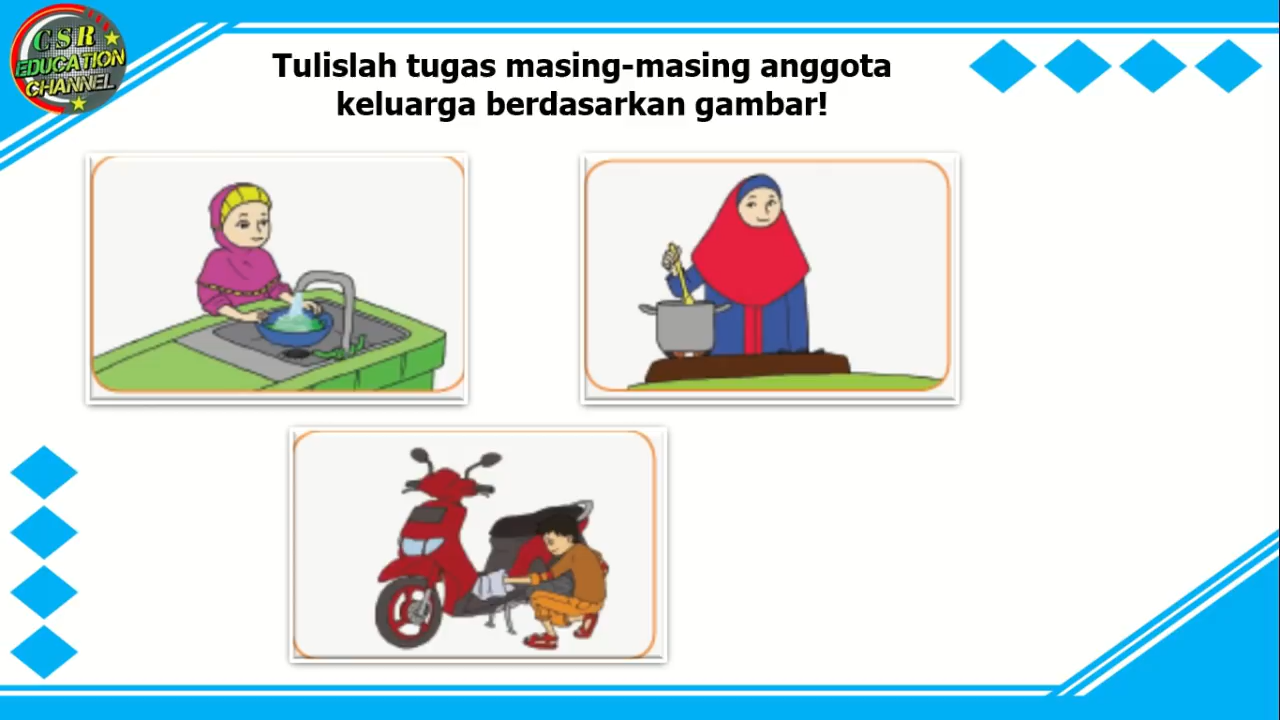 CSR
EDUCATION
CHANNEL
Tulislah tugas masing-masing anggota
keluarga berdasarkan gambar!